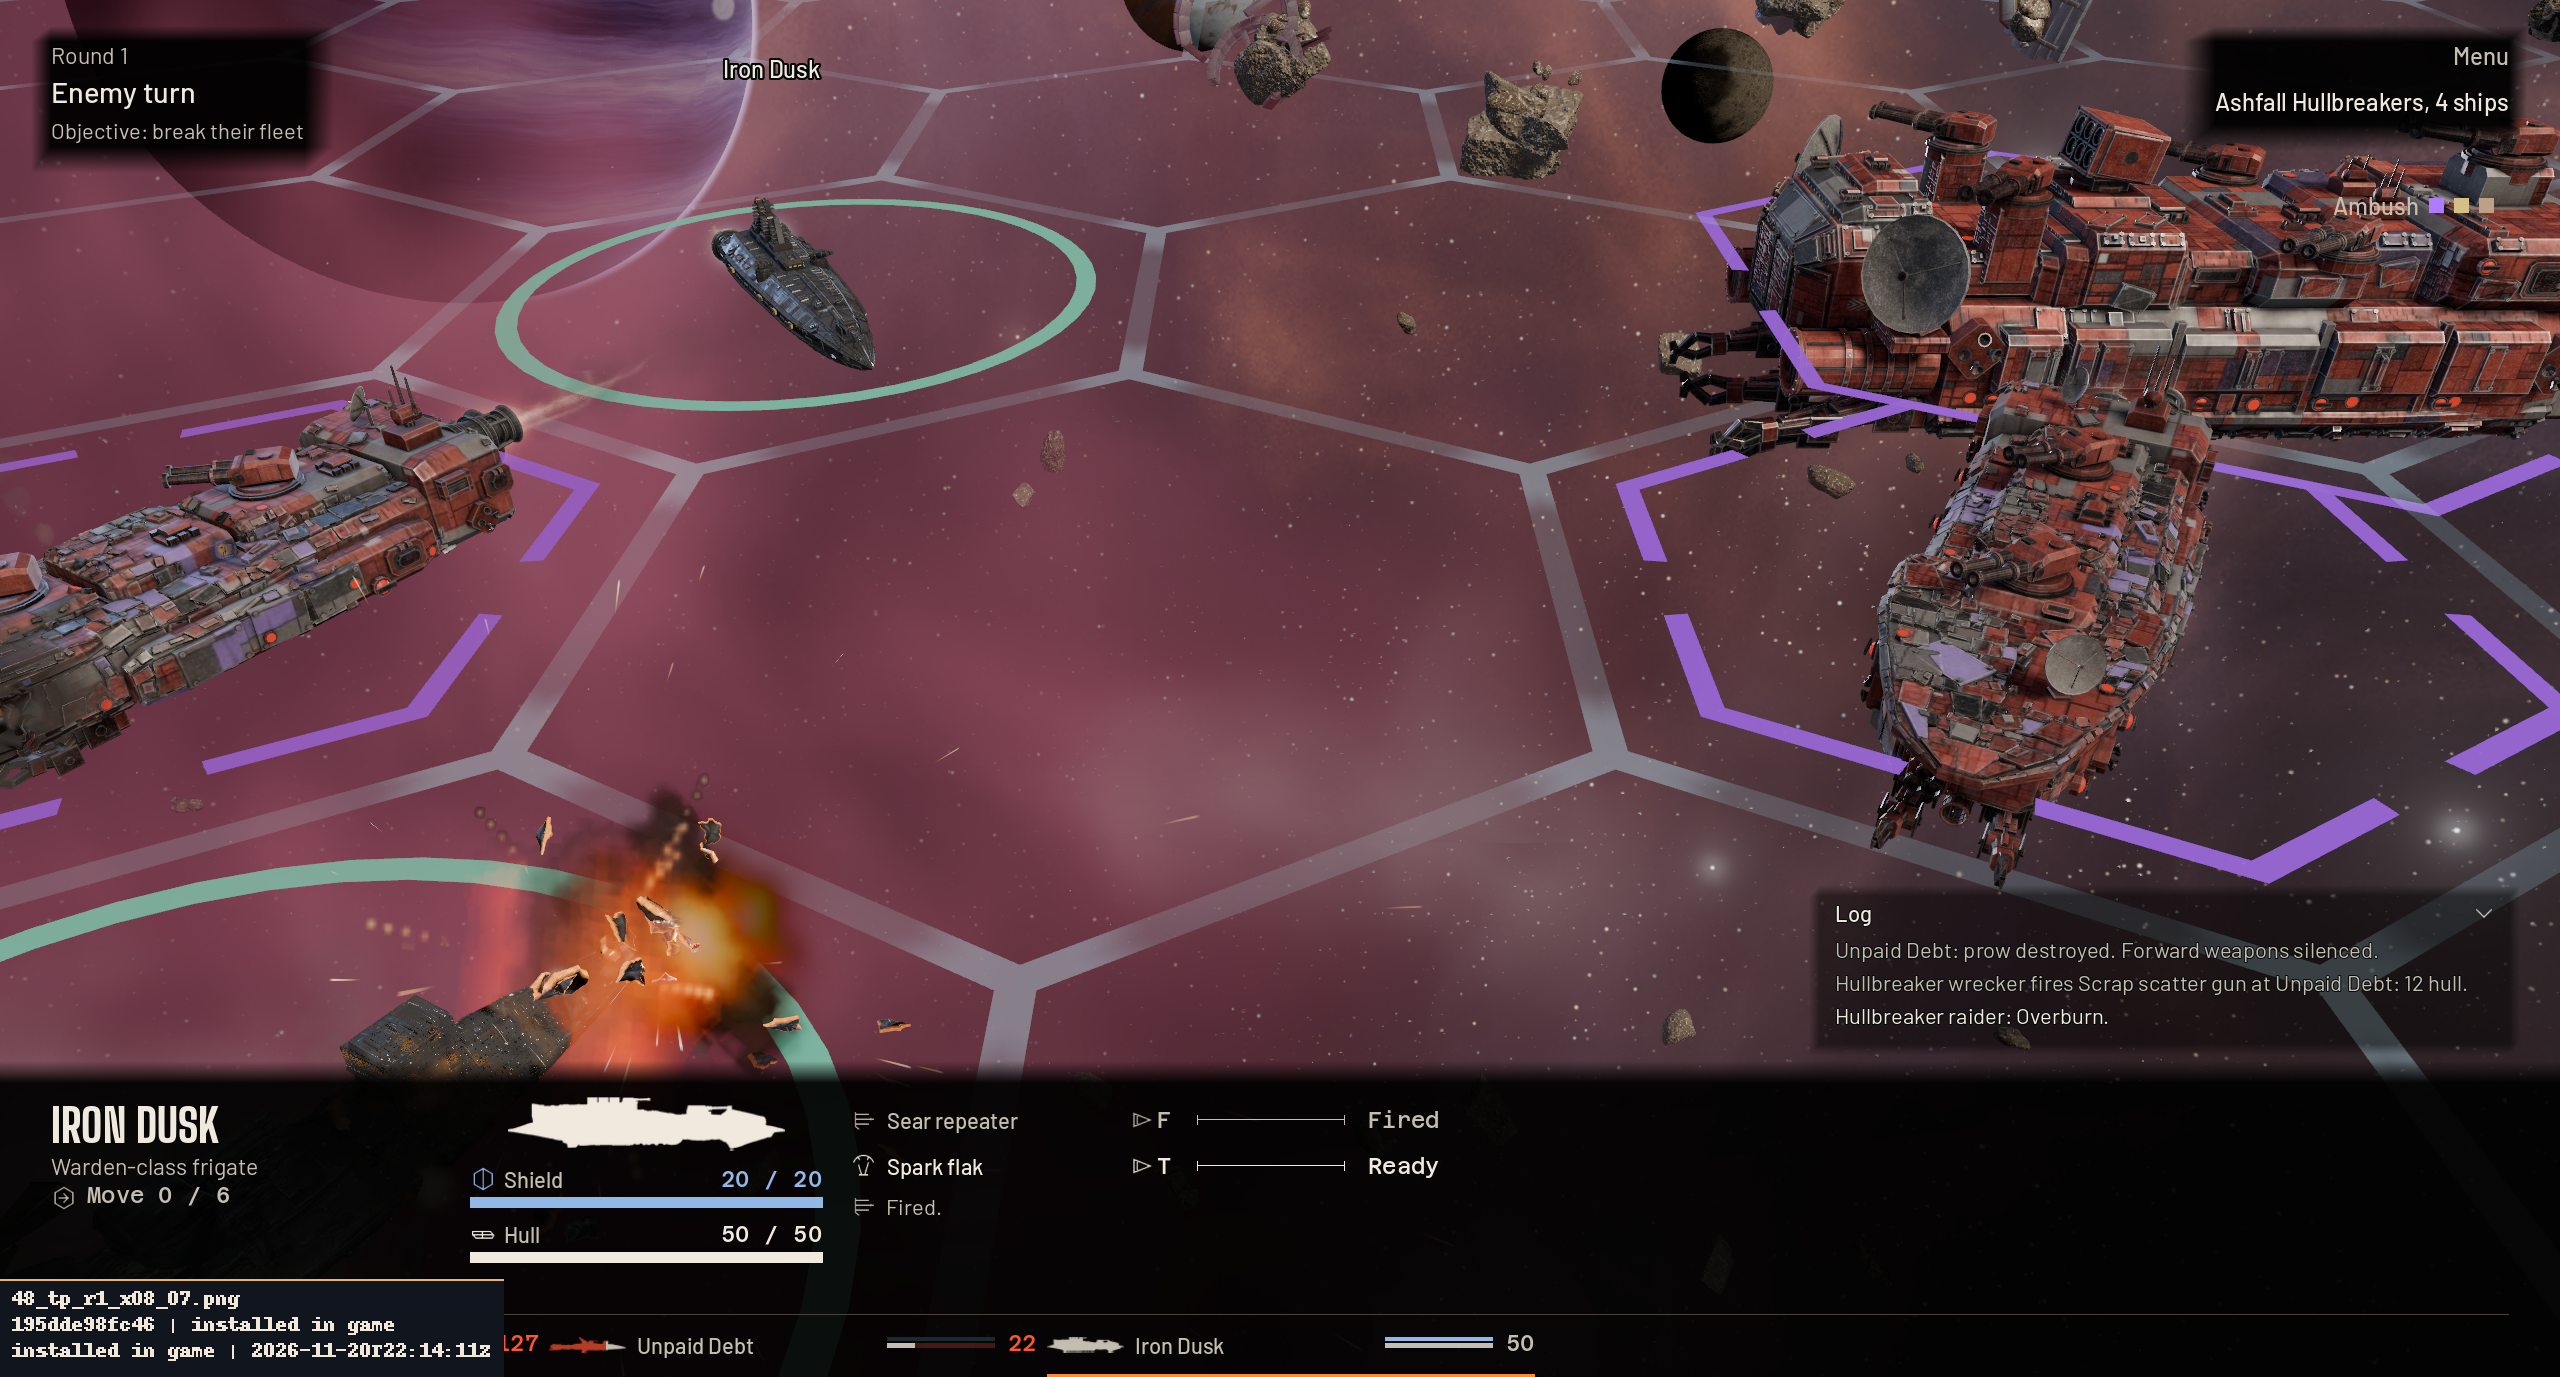 Round 1
Enemy turn
Objective: break their fleet
Iron Dusk
Menu
Ashfall Hullbreakers, 4 ships
Ambush
Log
Unpaid Debt: prow destroyed. Forward weapons silenced.
Hullbreaker wrecker fires Scrap scatter gun at Unpaid Debt: 12 hull.
Hullbreaker raider: Overburn.
IRON DUSK
Warden-class frigate
Move 0 / 6
Shield 20 / 20
Hull 50 / 50
Sear repeater F Fired
Spark flak T Ready
Fired.
48_tp_r1_x08_07.png
195dde98fc46 | installed in game
installed in game | 2026-11-20T22:14:11Z
127 Unpaid Debt 22 Iron Dusk 50